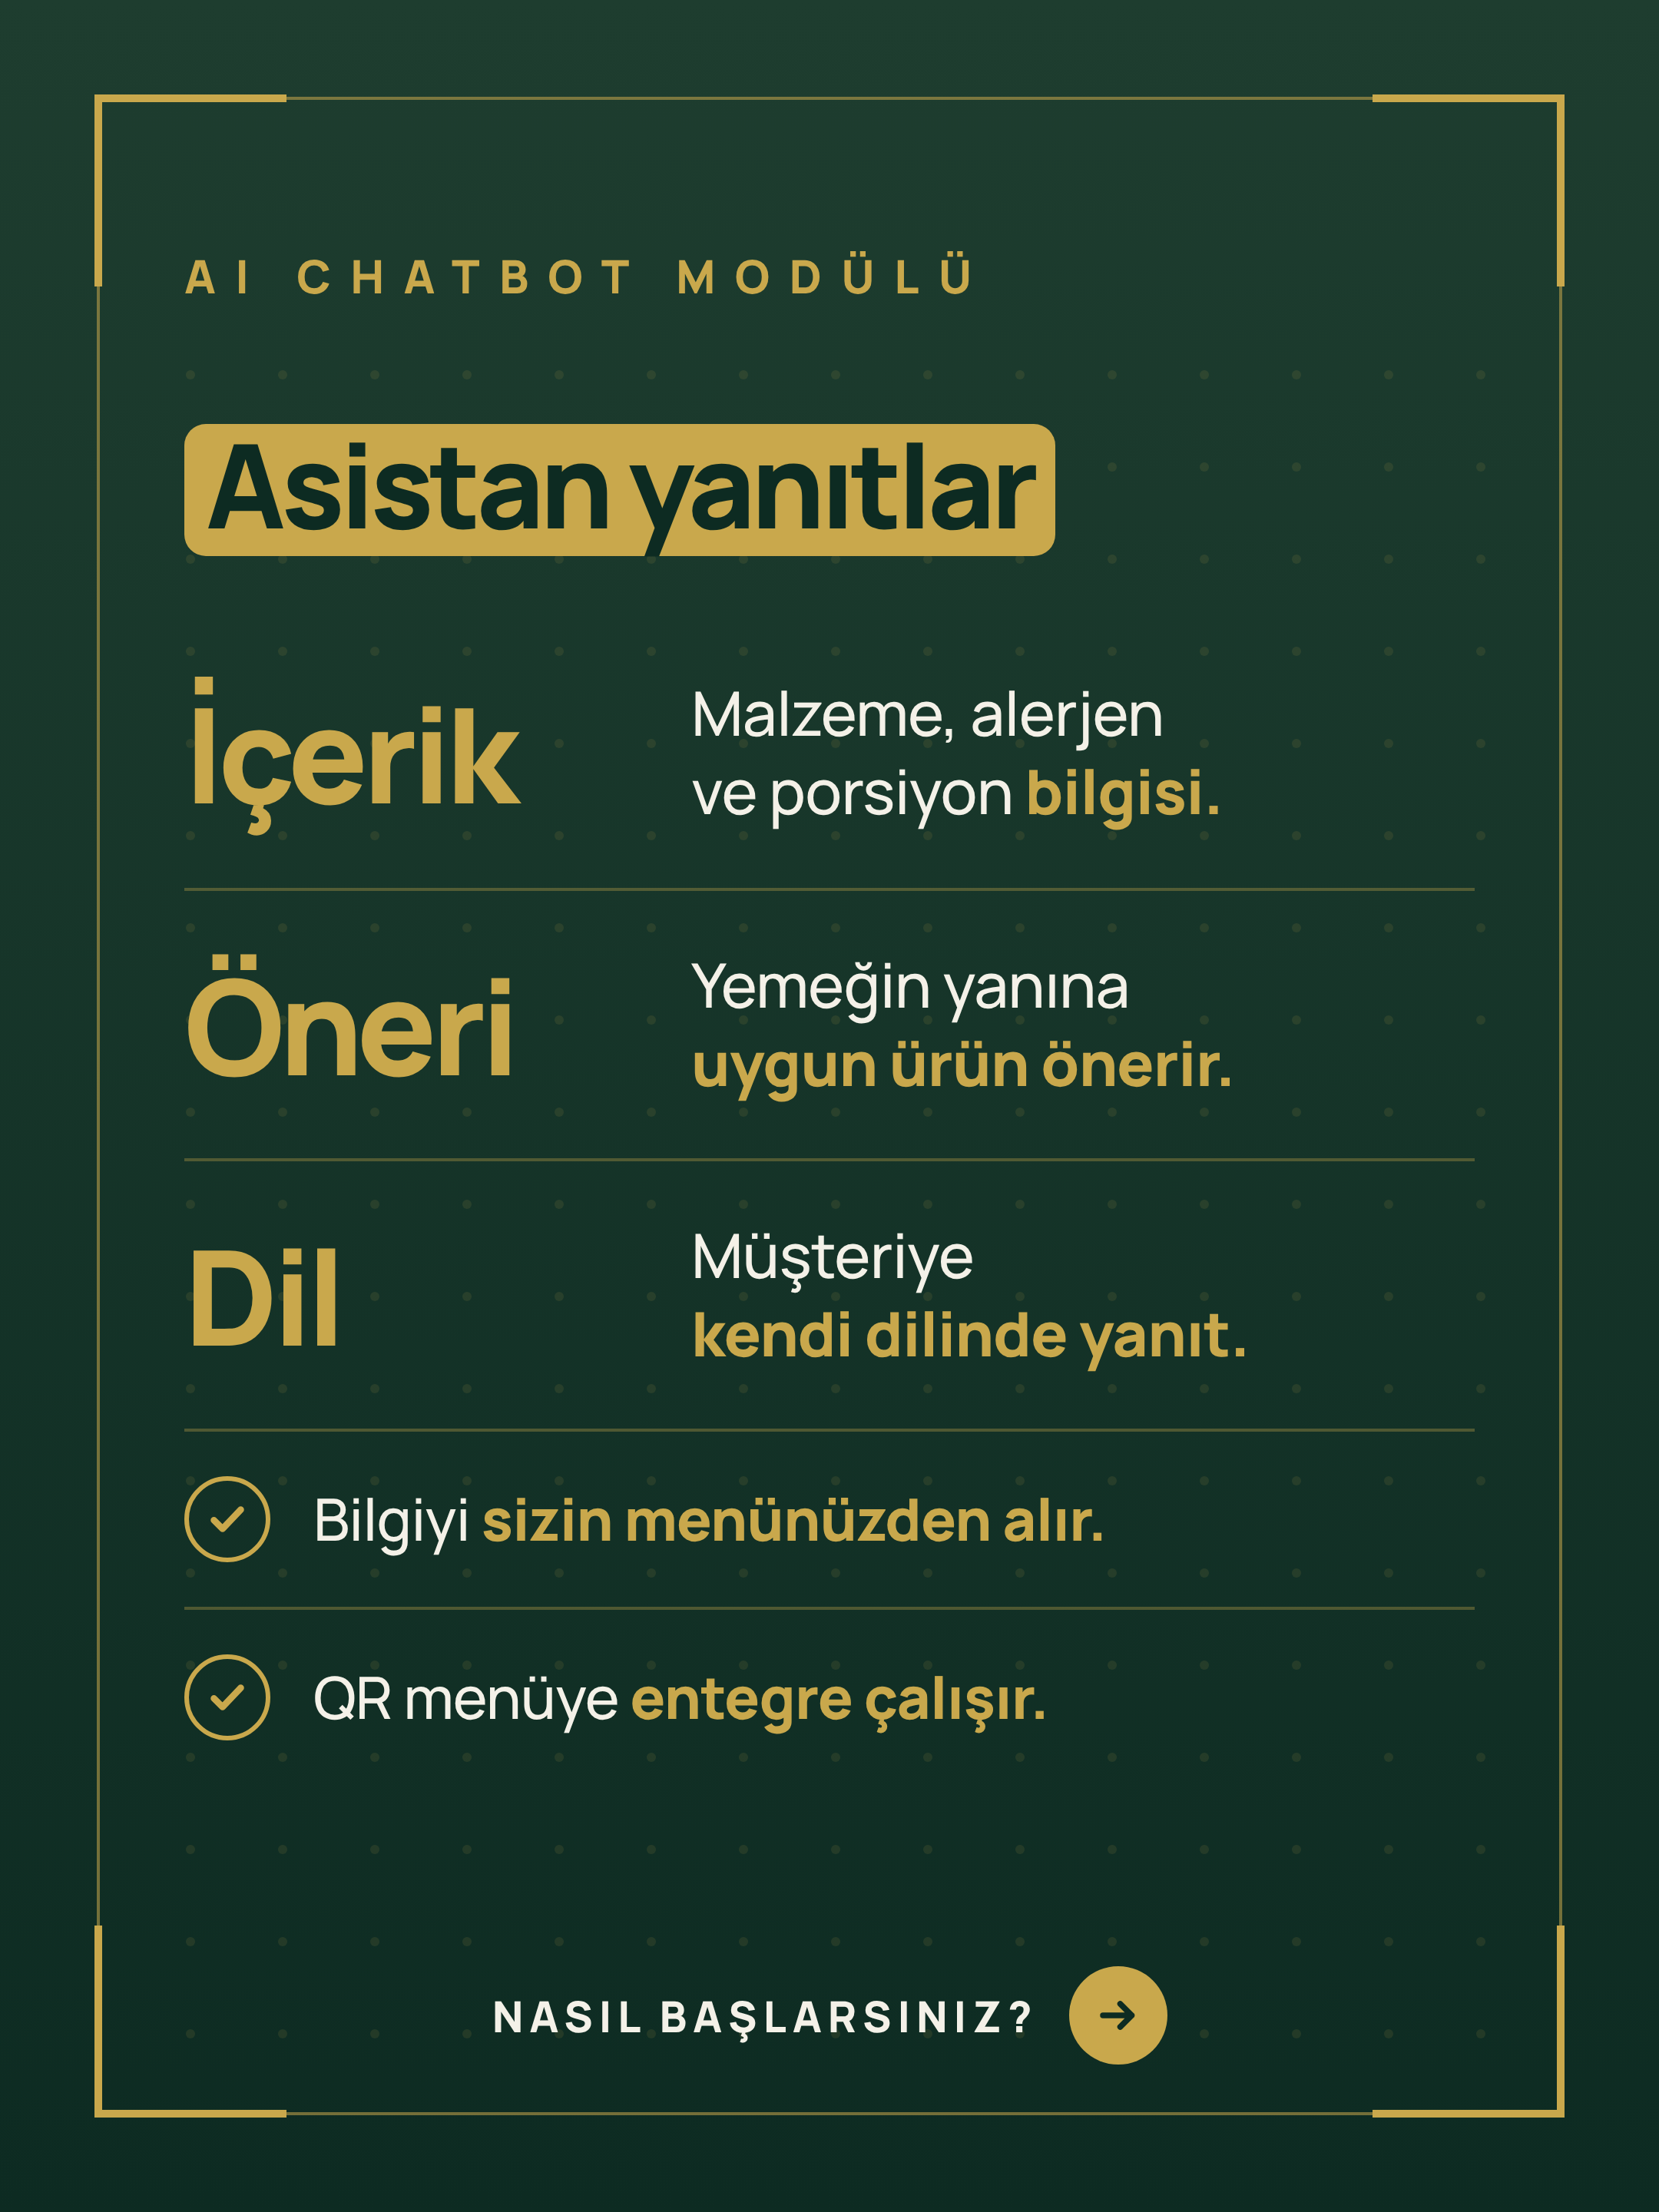 AI CHATBOT MODÜLÜ
Asistan yanıtlar
İçerik
Malzeme, alerjen
ve porsiyon bilgisi.
Öneri
Yemeğin yanına
uygun ürün önerir.
Dil
Müşteriye
kendi dilinde yanıt.
Bilgiyi sizin menünüzden alır.
QR menüye entegre çalışır.
NASIL BAŞLARSINIZ?